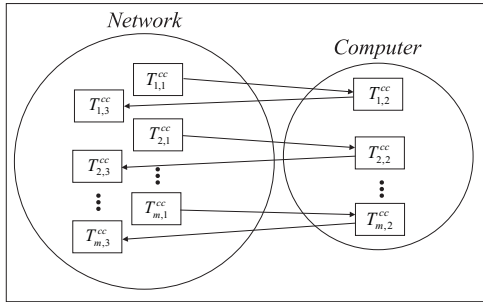 Network
Computer
T^{cc}_{1,1}
T^{cc}_{1,2}
T^{cc}_{1,3}
T^{cc}_{2,1}
T^{cc}_{2,2}
T^{cc}_{2,3}
T^{cc}_{m,1}
T^{cc}_{m,2}
T^{cc}_{m,3}